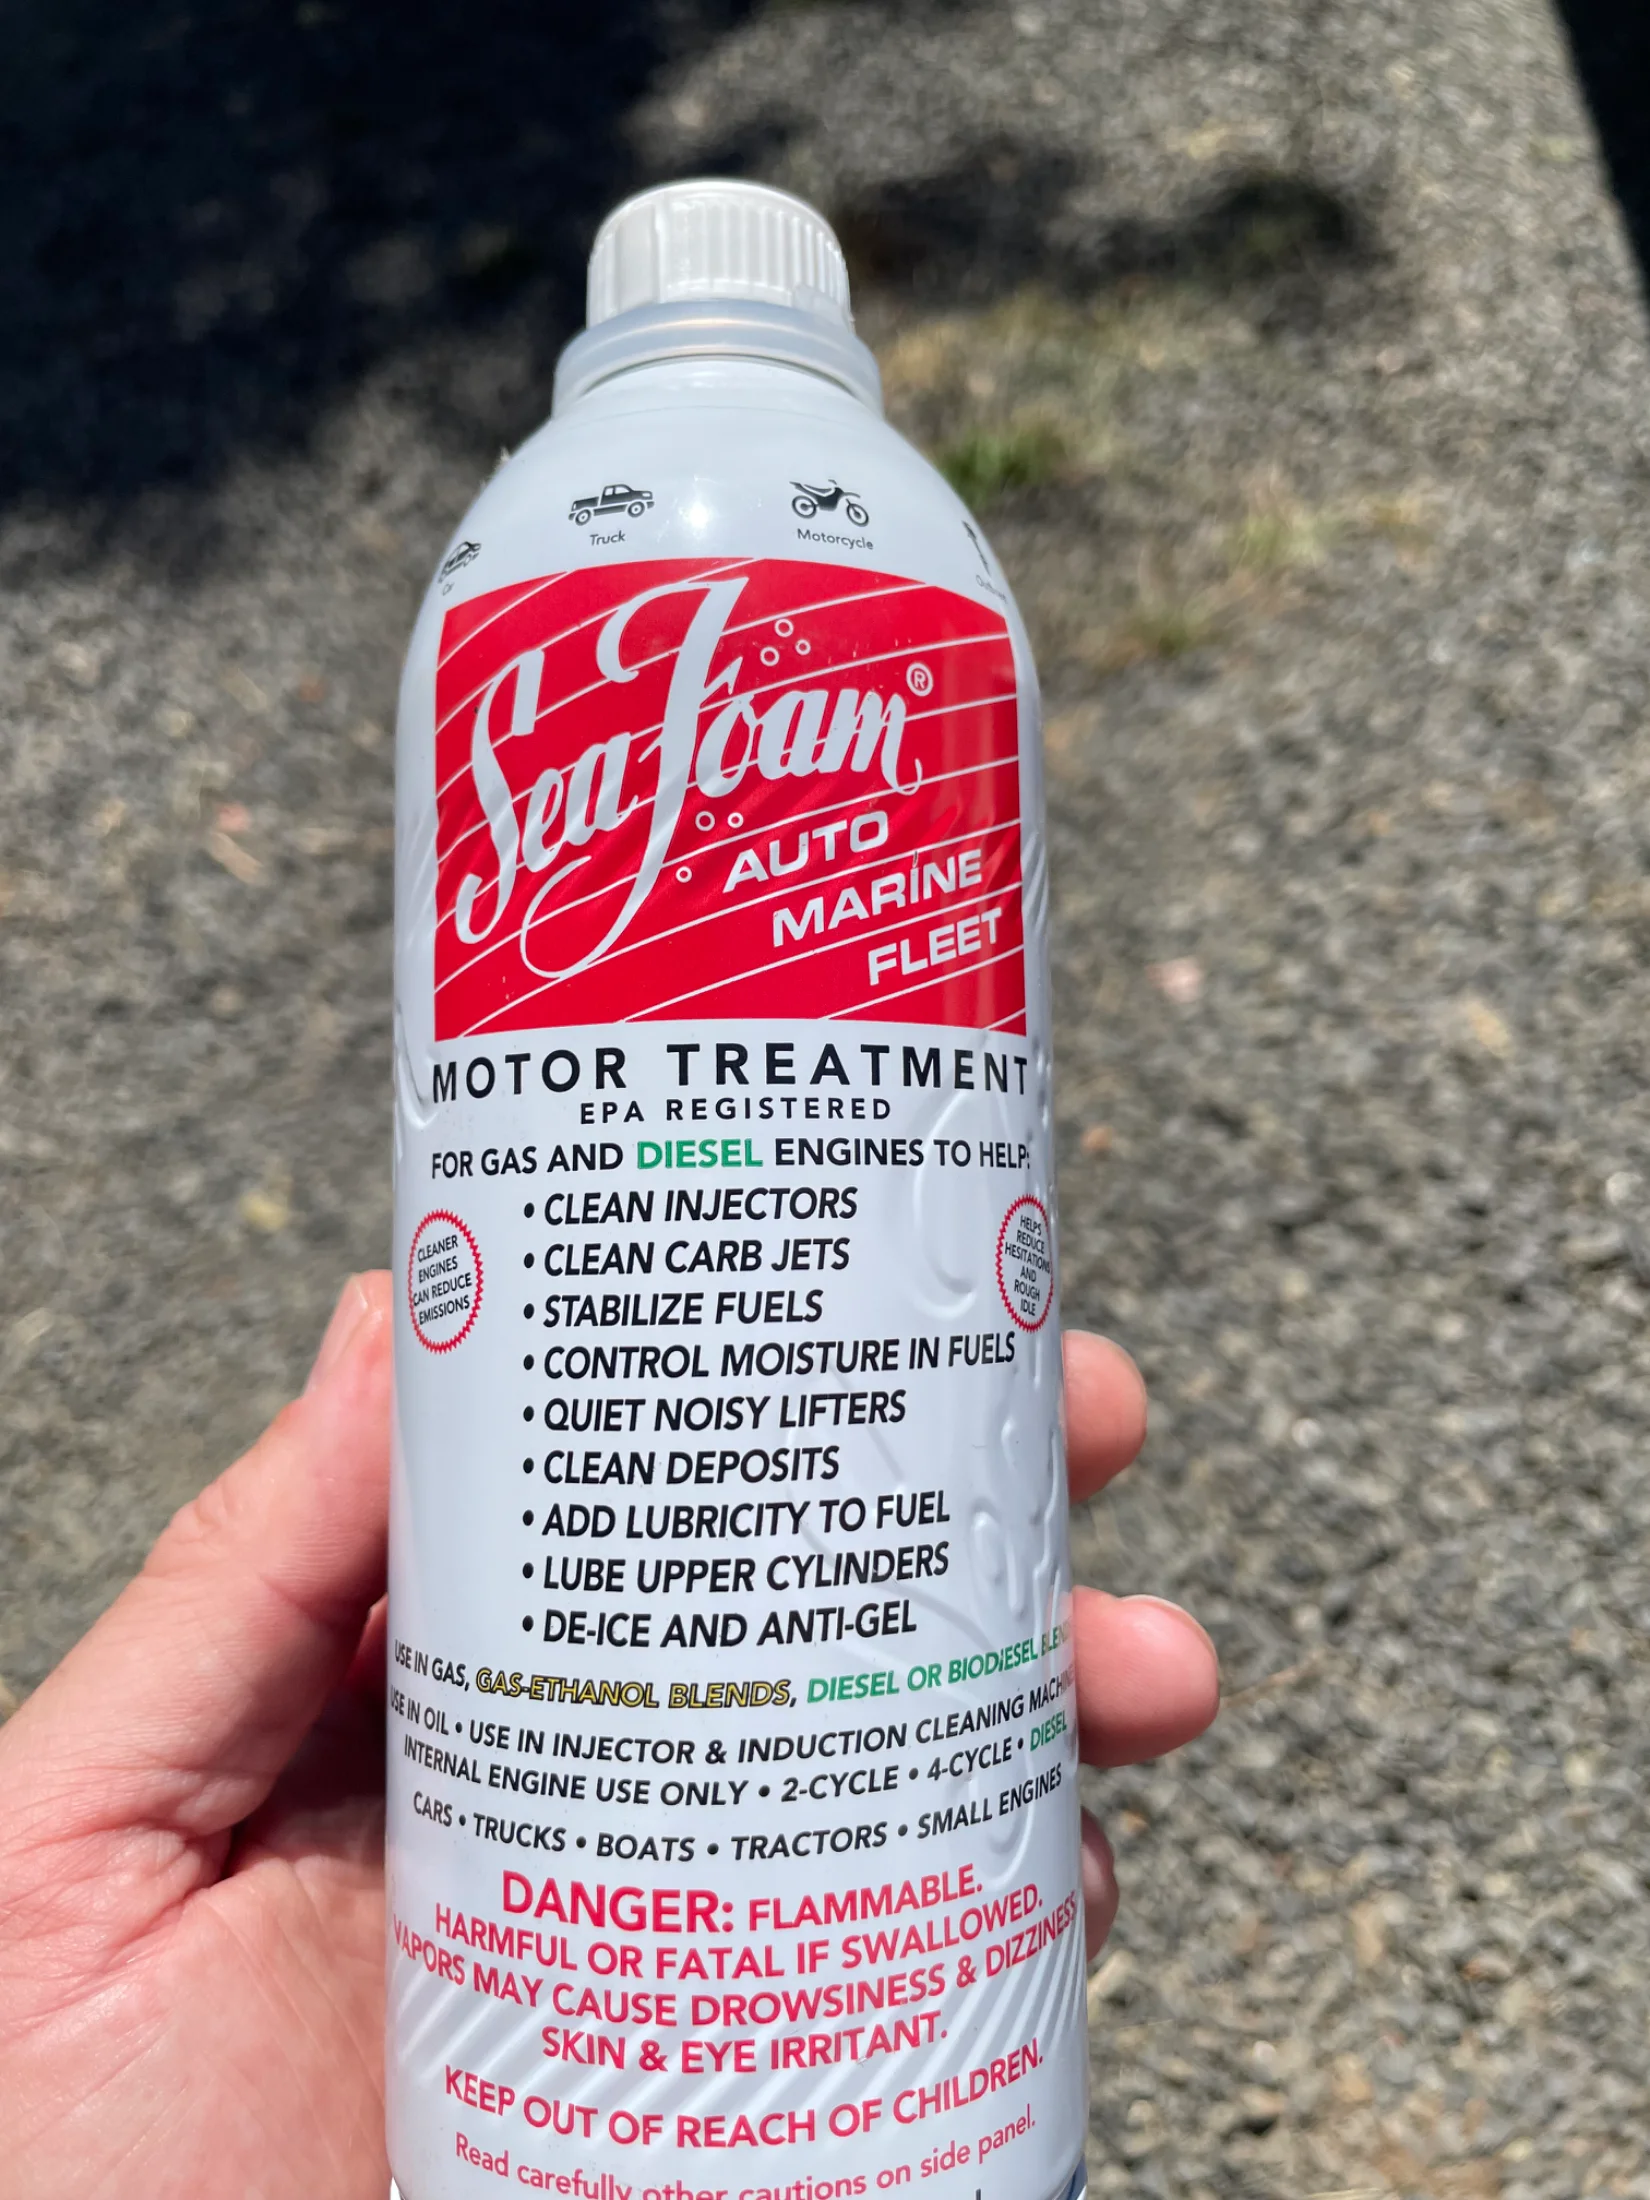 Truck
Motorcycle
Car
SeaFoam®
AUTO
MARINE
FLEET
MOTOR TREATMENT
EPA REGISTERED
FOR GAS AND DIESEL ENGINES TO HELP:
• CLEAN INJECTORS
• CLEAN CARB JETS
• STABILIZE FUELS
• CONTROL MOISTURE IN FUELS
• QUIET NOISY LIFTERS
• CLEAN DEPOSITS
• ADD LUBRICITY TO FUEL
• LUBE UPPER CYLINDERS
• DE-ICE AND ANTI-GEL
CLEANER
ENGINES
CAN REDUCE
EMISSIONS
HELPS
REDUCE
HESITATIONS
AND
ROUGH
IDLE
USE IN GAS, GAS-ETHANOL BLENDS, DIESEL OR BIODIESEL
USE IN OIL • USE IN INJECTOR & INDUCTION CLEANING
INTERNAL ENGINE USE ONLY • 2-CYCLE • 4-CYCLE • DIESEL
CARS • TRUCKS • BOATS • TRACTORS • SMALL ENGINES
DANGER: FLAMMABLE.
HARMFUL OR FATAL IF SWALLOWED.
VAPORS MAY CAUSE DROWSINESS & DIZZINESS
SKIN & EYE IRRITANT.
KEEP OUT OF REACH OF CHILDREN.
Read carefully other cautions on side panel.